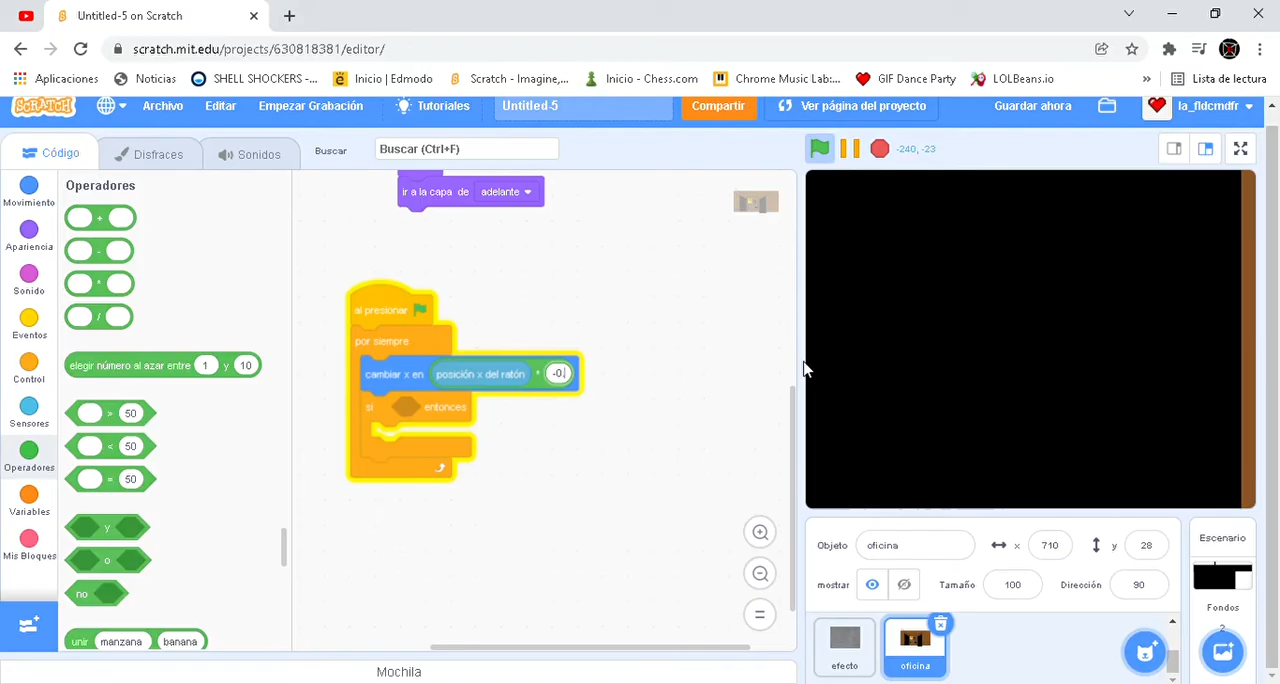 Untitled-5 on Scratch
scratch.mit.edu/projects/630818381/editor/
Aplicaciones
Noticias
SHELL SHOCKERS -...
Inicio | Edmodo
Scratch - Imagine,...
Inicio - Chess.com
Chrome Music Lab:...
GIF Dance Party
LOLBeans.io
»
Lista de lectura
SCRATCH
Archivo
Editar
Empezar Grabación
Tutoriales
Untitled-5
Compartir
Ver página del proyecto
Guardar ahora
la_fldcmdfr
Código
Disfraces
Sonidos
Buscar
Buscar (Ctrl+F)
-240, -23
Movimiento
Apariencia
Sonido
Eventos
Control
Sensores
Operadores
Variables
Mis Bloques
Operadores
+
-
*
/
elegir número al azar entre 1 y 10
> 50
< 50
= 50
y
o
no
unir manzana banana
ir a la capa de adelante
al presionar
por siempre
cambiar x en posición x del ratón * -0.
si entonces
Objeto
oficina
x 710
y 28
mostrar
Tamaño 100
Dirección 90
efecto
oficina
Escenario
Fondos
Mochila